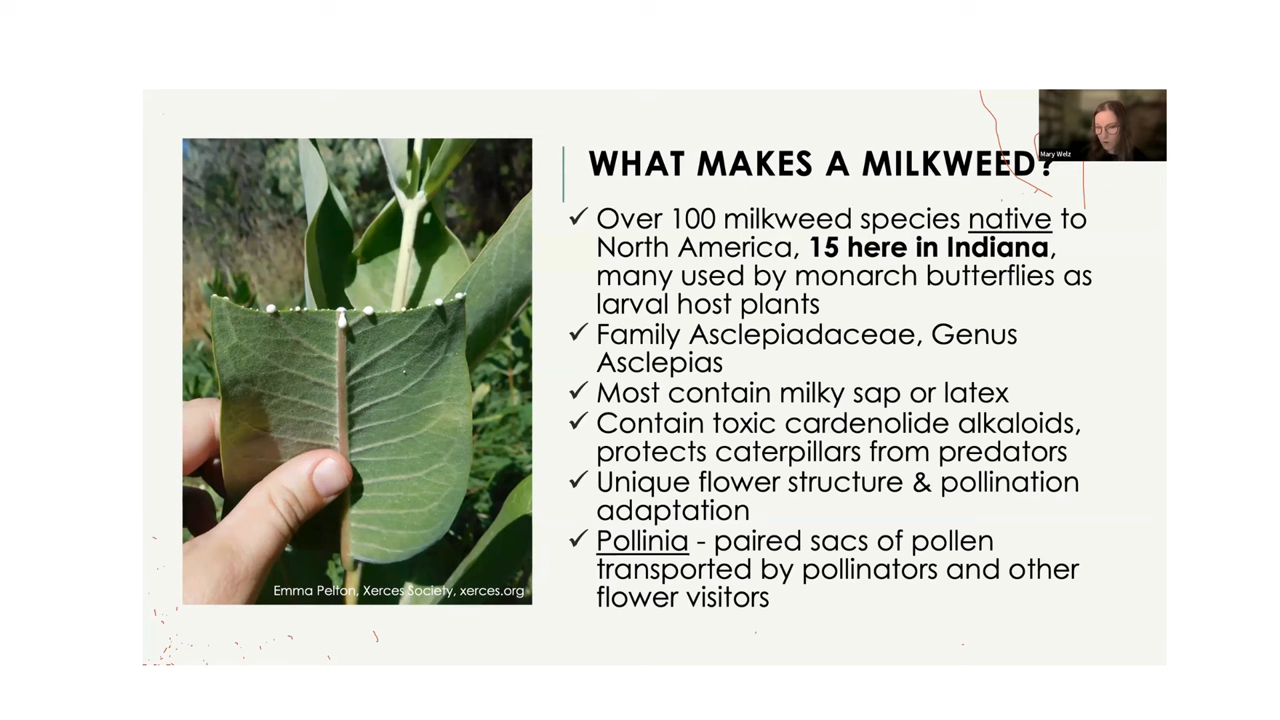 Mary Welz
WHAT MAKES A MILKWEED?
✓ Over 100 milkweed species native to
North America, 15 here in Indiana,
many used by monarch butterflies as
larval host plants
✓ Family Asclepiadaceae, Genus
Asclepias
✓ Most contain milky sap or latex
✓ Contain toxic cardenolide alkaloids,
protects caterpillars from predators
✓ Unique flower structure & pollination
adaptation
✓ Pollinia - paired sacs of pollen
transported by pollinators and other
flower visitors
Emma Pelton, Xerces Society, xerces.org